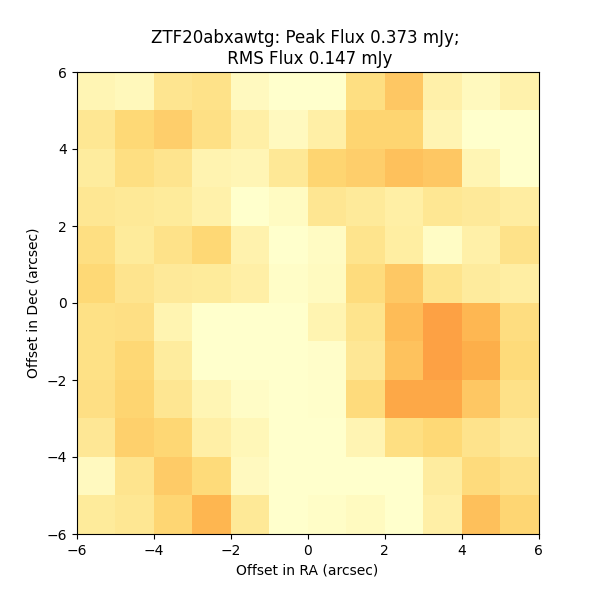 ZTF20abxawtg: Peak Flux 0.373 mJy;
RMS Flux 0.147 mJy
6
4
2
0
−2
−4
−6
Offset in Dec (arcsec)
−6 −4 −2 0 2 4 6
Offset in RA (arcsec)